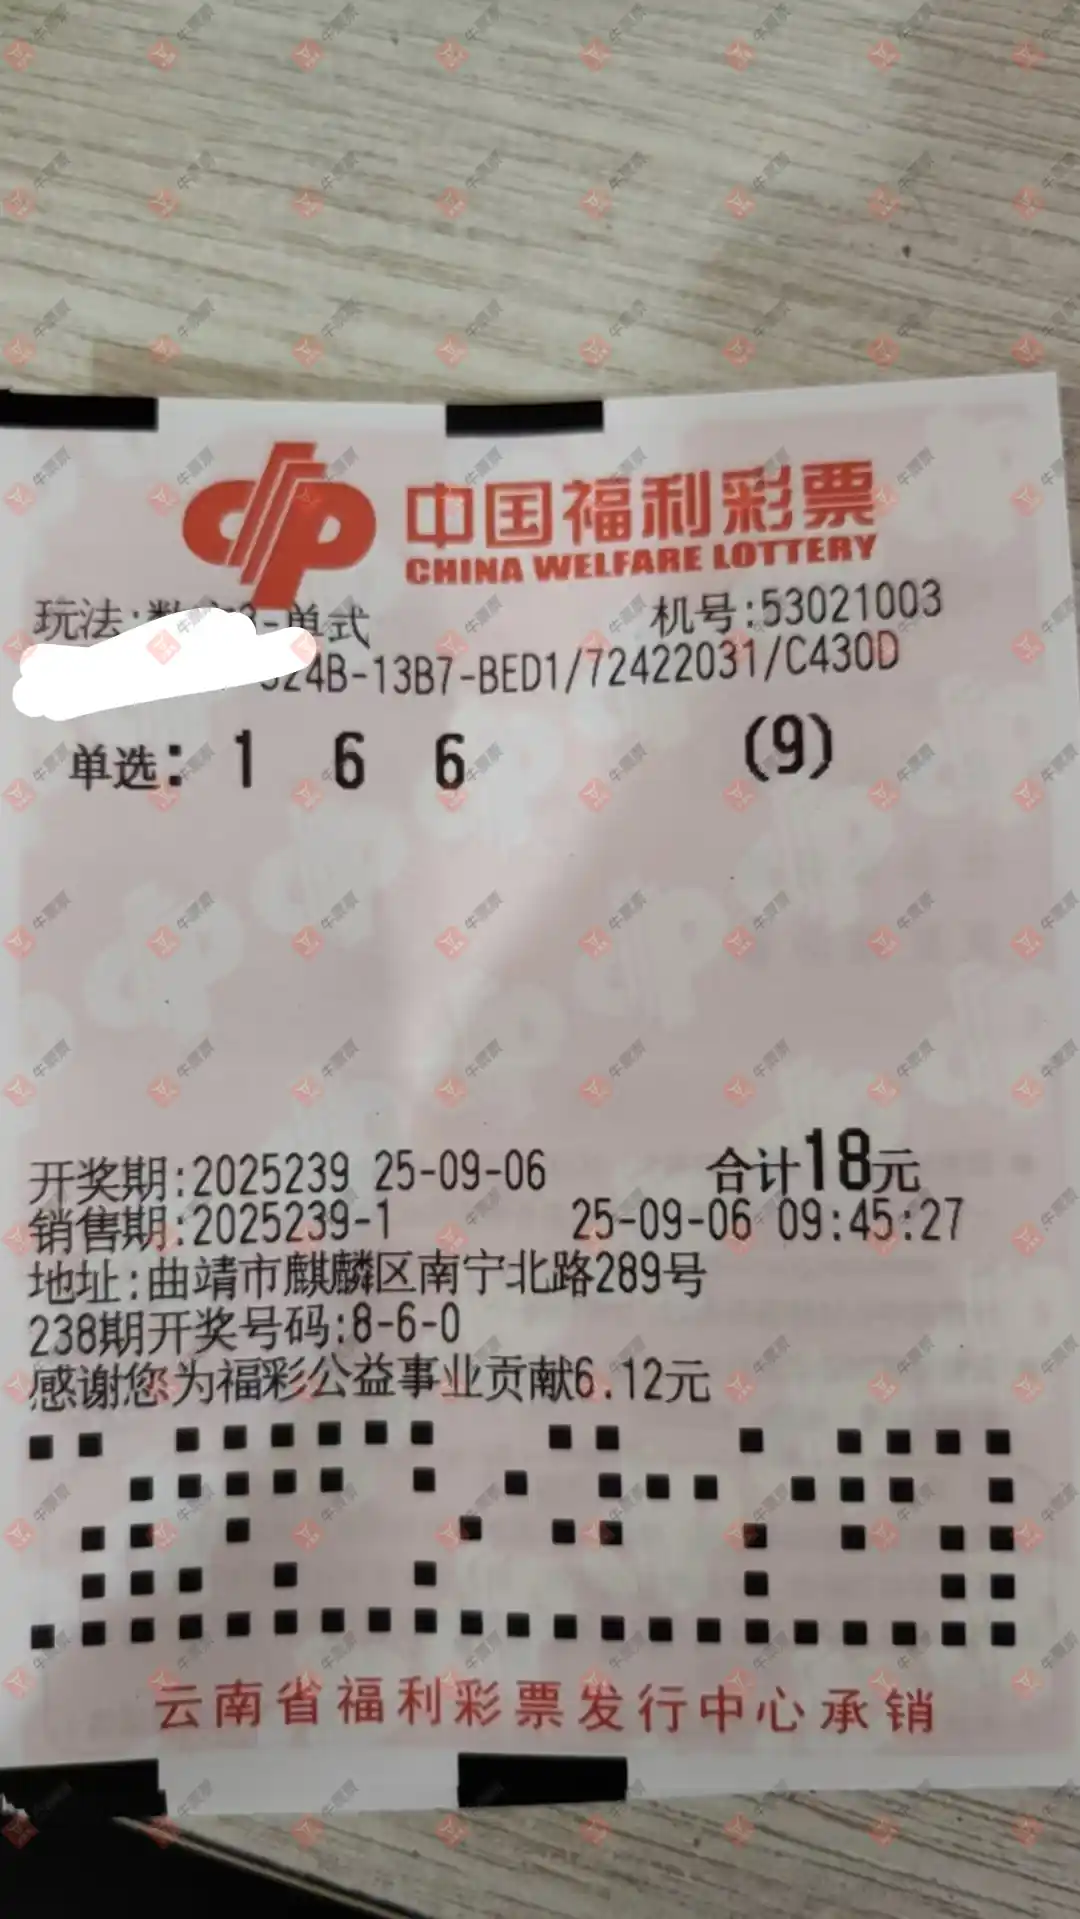 中国福利彩票
CHINA WELFARE LOTTERY
玩法:数字3-单式 机号:53021003
324B-13B7-BED1/72422031/C430D
单选: 1 6 6 (9)
开奖期:2025239 25-09-06 合计18元
销售期:2025239-1 25-09-06 09:45:27
地址:曲靖市麒麟区南宁北路289号
238期开奖号码:8-6-0
感谢您为福彩公益事业贡献6.12元
云南省福利彩票发行中心承销